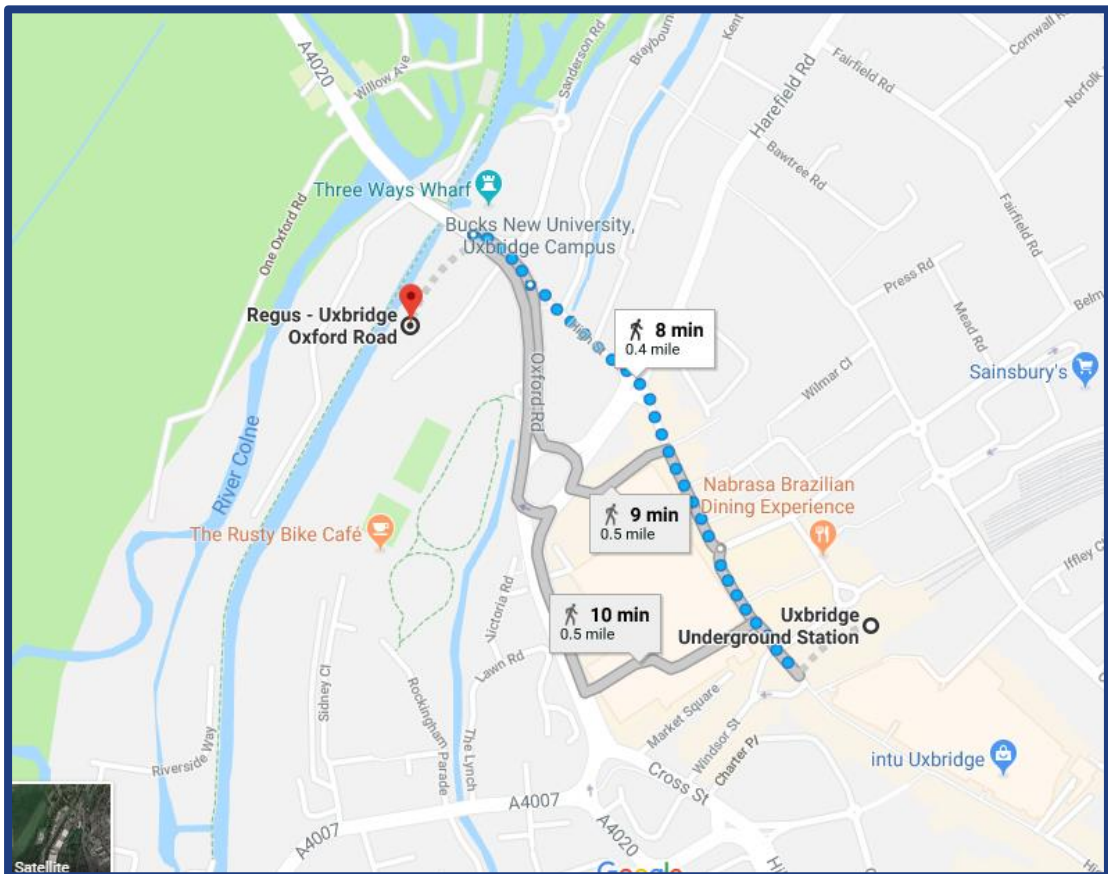 A4020
Willow Ave
Sanderson Rd
Harefield Rd
Cornwall Rd
Fairfield Rd
Norfolk
Bawtree Rd
One Oxford Rd
Three Ways Wharf
Bucks New University,
Uxbridge Campus
Fairfield Rd
Press Rd
Mead Rd
Regus - Uxbridge
Oxford Road
High St
8 min
0.4 mile
Oxford Rd
Wilmar Cl
Sainsbury's
River Colne
The Rusty Bike Café
Nabrasa Brazilian
Dining Experience
9 min
0.5 mile
Victoria Rd
10 min
0.5 mile
Uxbridge
Underground Station
Lawn Rd
Sidney Cl
Rockingham Parade
The Lynch
Market Square
Windsor St
Charter Pl
Riverside Way
intu Uxbridge
Cross St
A4007
A4007
A4020
Satellite
Google